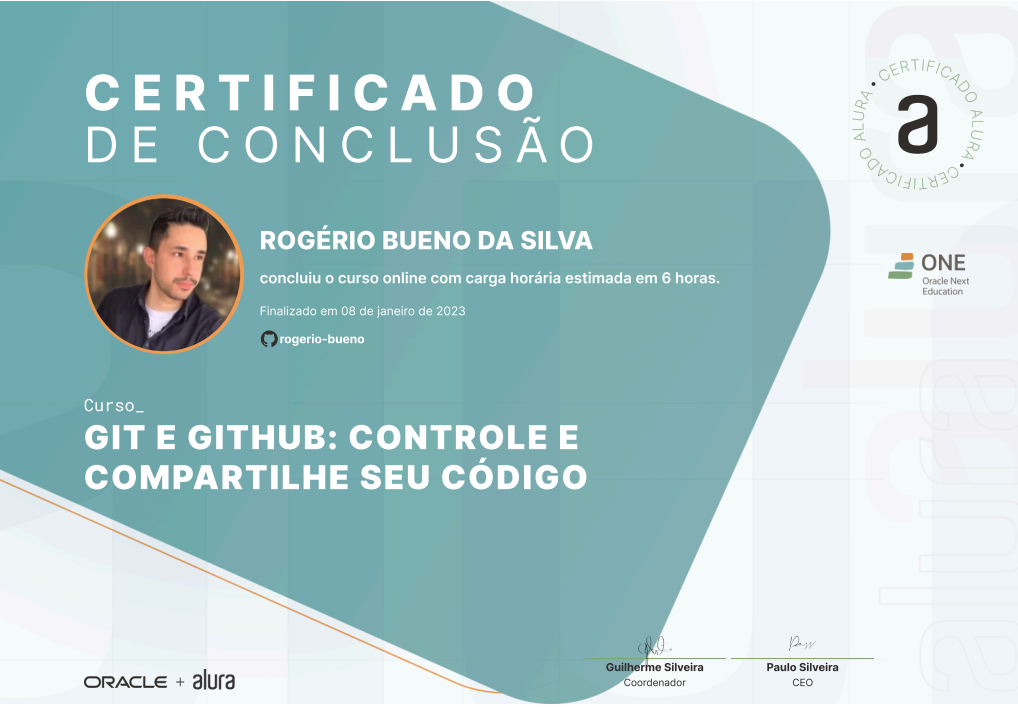 CERTIFICADO
DE CONCLUSÃO
CERTIFICADO ALURA • CERTIFICADO ALURA •
a
ROGÉRIO BUENO DA SILVA
concluiu o curso online com carga horária estimada em 6 horas.
Finalizado em 08 de janeiro de 2023
rogerio-bueno
ONE
Oracle Next
Education
Curso_
GIT E GITHUB: CONTROLE E
COMPARTILHE SEU CÓDIGO
alura
Guilherme Silveira
Coordenador
Paulo Silveira
CEO
ORACLE + alura